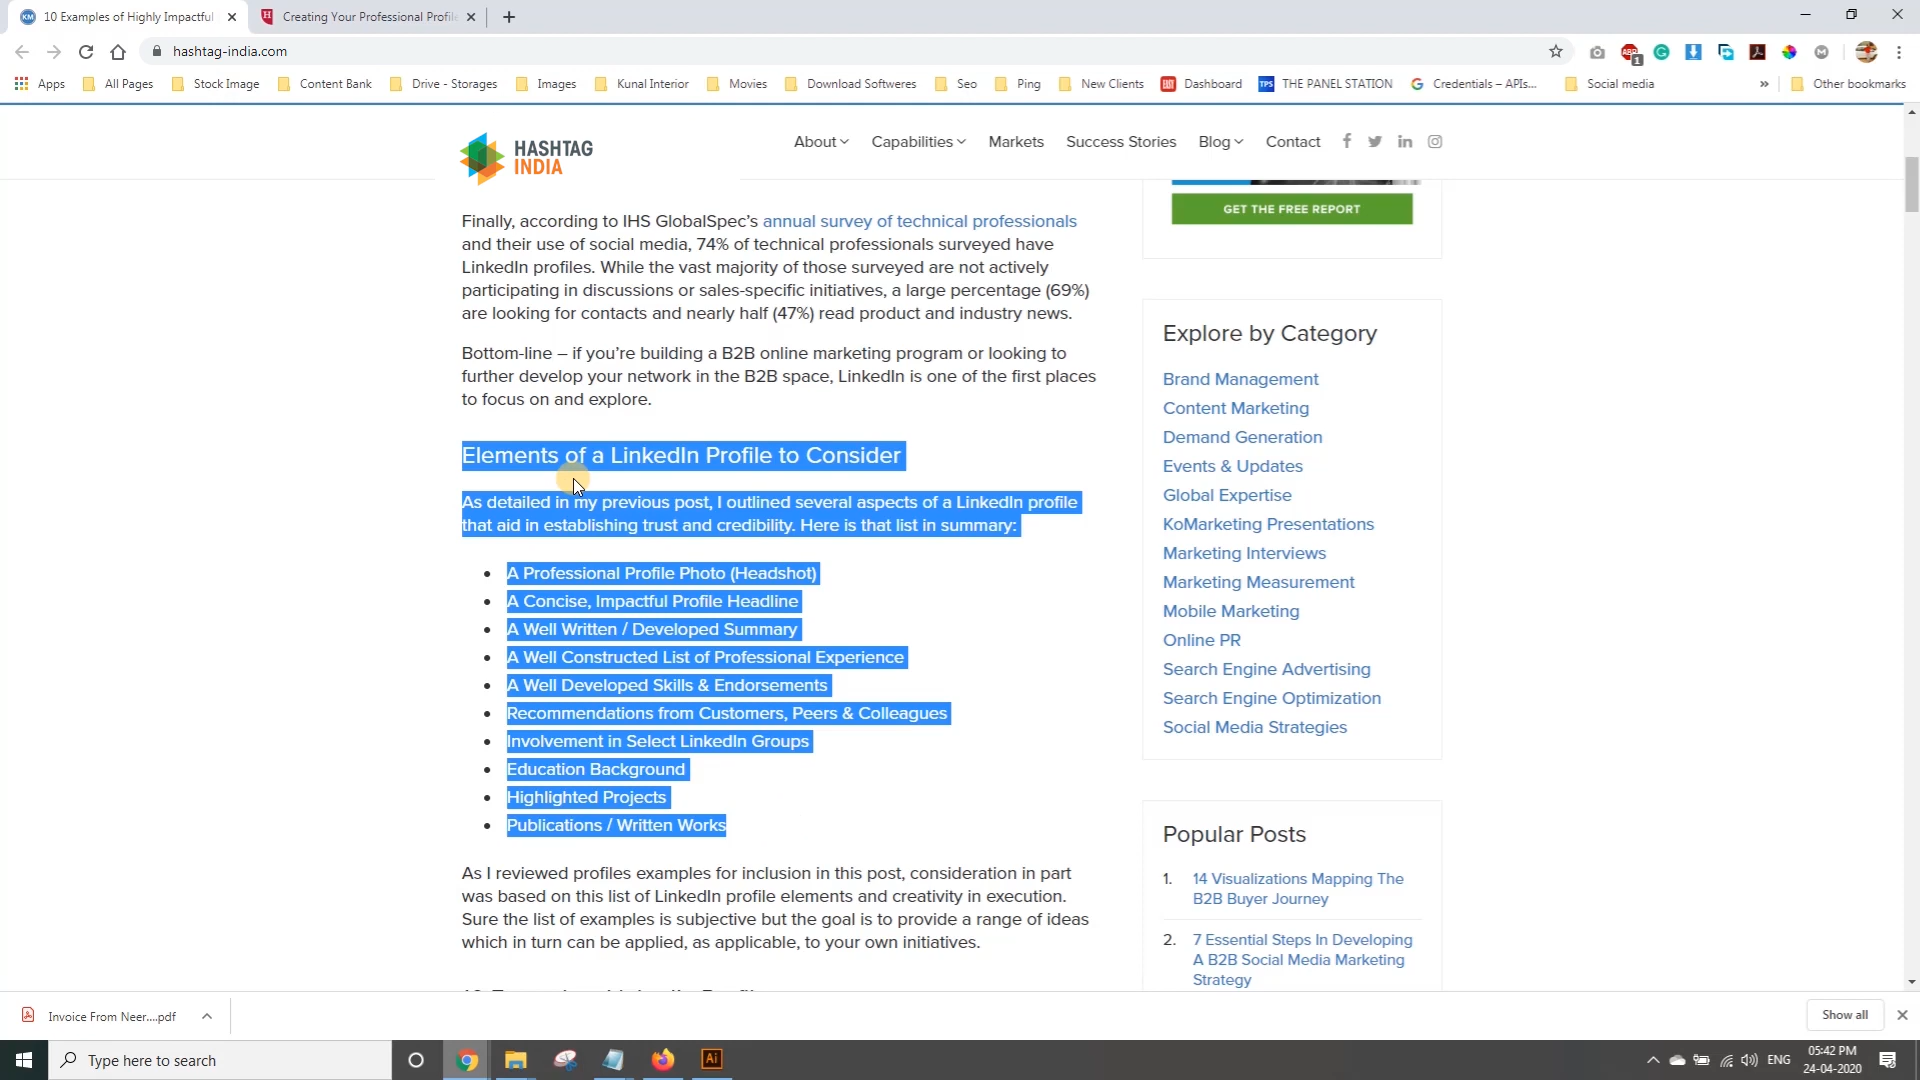 10 Examples of Highly Impactful
Creating Your Professional Profile
hashtag-india.com
Apps
All Pages
Stock Image
Content Bank
Drive - Storages
Images
Kunal Interior
Movies
Download Softweres
Seo
Ping
New Clients
Dashboard
THE PANEL STATION
Credentials – APIs...
Social media
»
Other bookmarks
HASHTAG
INDIA
About
Capabilities
Markets
Success Stories
Blog
Contact
Finally, according to IHS GlobalSpec’s annual survey of technical professionals
and their use of social media, 74% of technical professionals surveyed have
LinkedIn profiles. While the vast majority of those surveyed are not actively
participating in discussions or sales-specific initiatives, a large percentage (69%)
are looking for contacts and nearly half (47%) read product and industry news.
Bottom-line – if you’re building a B2B online marketing program or looking to
further develop your network in the B2B space, LinkedIn is one of the first places
to focus on and explore.
Elements of a LinkedIn Profile to Consider
As detailed in my previous post, I outlined several aspects of a LinkedIn profile
that aid in establishing trust and credibility. Here is that list in summary:
• A Professional Profile Photo (Headshot)
• A Concise, Impactful Profile Headline
• A Well Written / Developed Summary
• A Well Constructed List of Professional Experience
• A Well Developed Skills & Endorsements
• Recommendations from Customers, Peers & Colleagues
• Involvement in Select LinkedIn Groups
• Education Background
• Highlighted Projects
• Publications / Written Works
As I reviewed profiles examples for inclusion in this post, consideration in part
was based on this list of LinkedIn profile elements and creativity in execution.
Sure the list of examples is subjective but the goal is to provide a range of ideas
which in turn can be applied, as applicable, to your own initiatives.
GET THE FREE REPORT
Explore by Category
Brand Management
Content Marketing
Demand Generation
Events & Updates
Global Expertise
KoMarketing Presentations
Marketing Interviews
Marketing Measurement
Mobile Marketing
Online PR
Search Engine Advertising
Search Engine Optimization
Social Media Strategies
Popular Posts
1. 14 Visualizations Mapping The
B2B Buyer Journey
2. 7 Essential Steps In Developing
A B2B Social Media Marketing
Strategy
Invoice From Neer....pdf
Show all
Type here to search
Ai
ENG
05:42 PM
24-04-2020